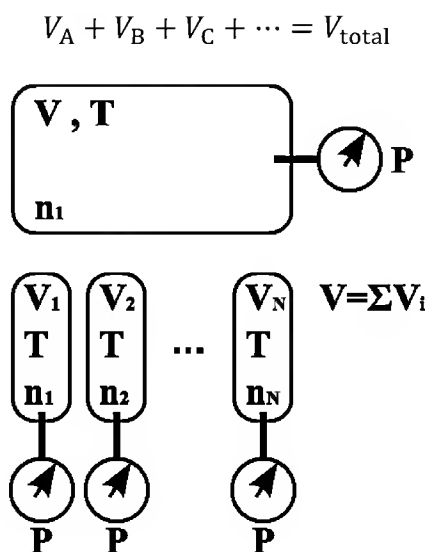 V_A + V_B + V_C + ⋯ = V_total
V , T
P
n₁
V₁ V₂ V_N V=ΣVᵢ
T T ... T
n₁ n₂ n_N
P P P